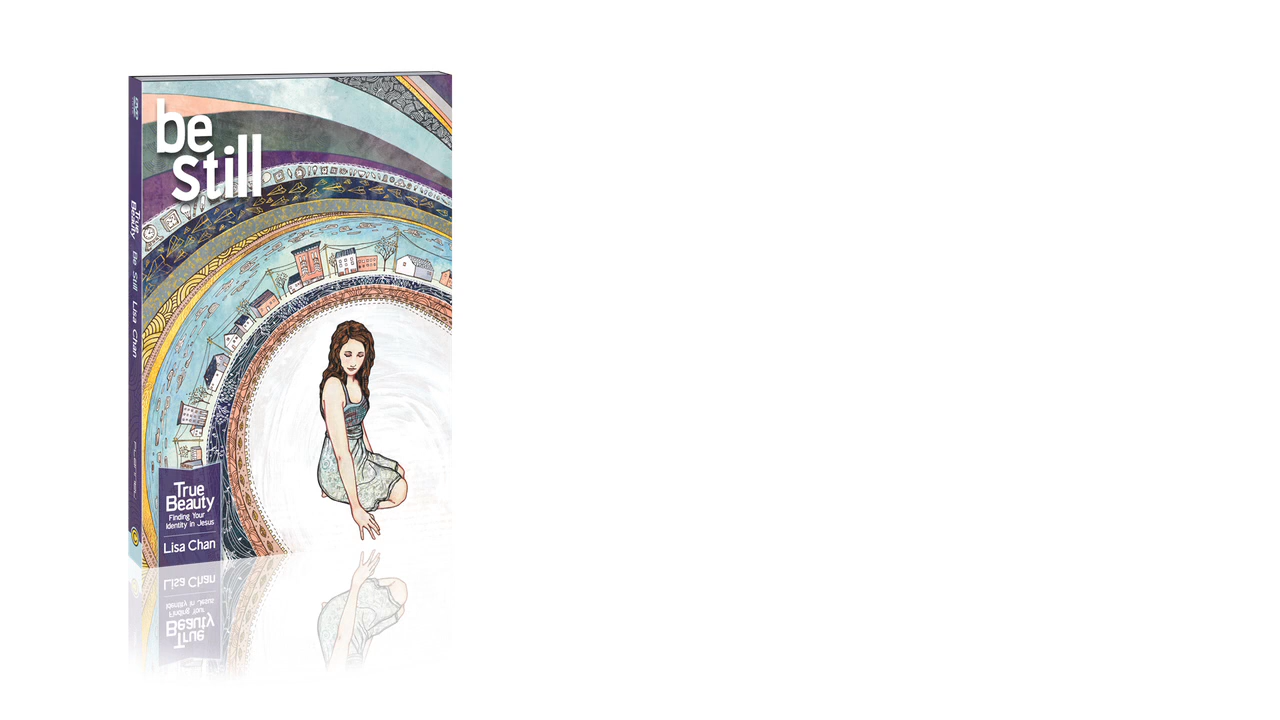 be
still
True
Beauty
Finding Your
Identity in Jesus
Lisa Chan
True
Beauty
Be Still
Lisa Chan